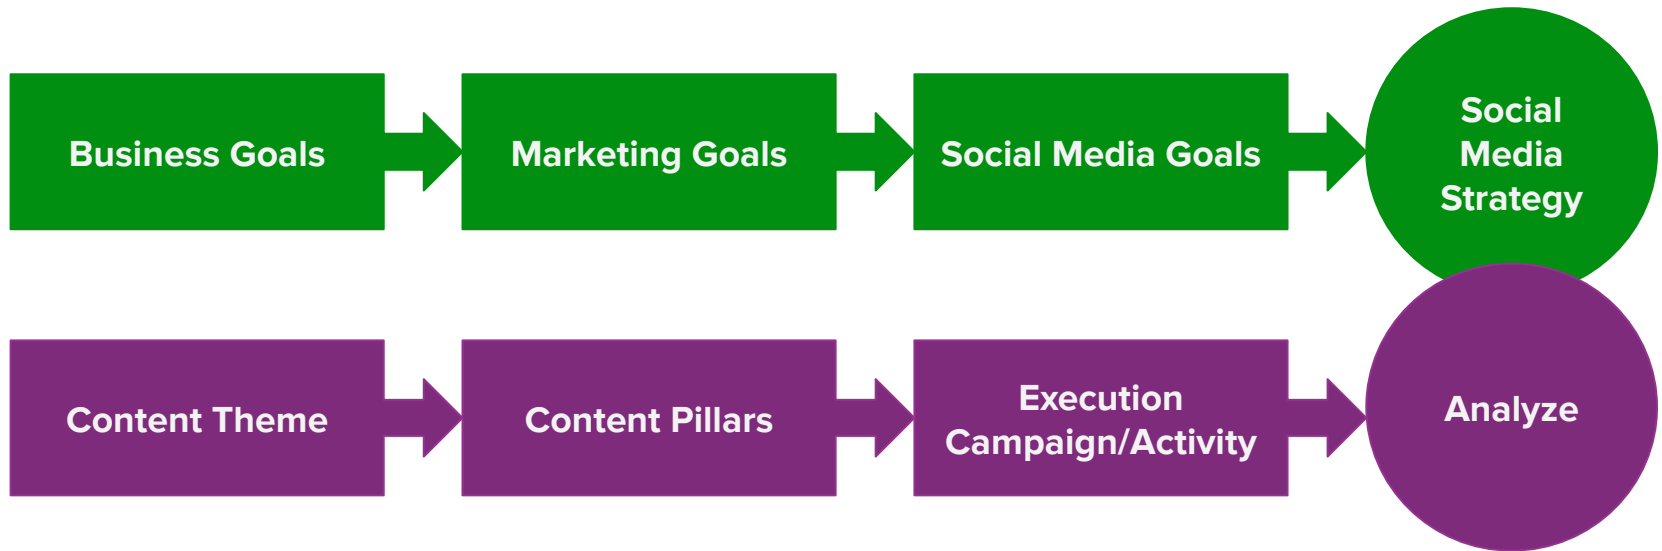 Business Goals
Marketing Goals
Social Media Goals
Social
Media
Strategy
Content Theme
Content Pillars
Execution
Campaign/Activity
Analyze